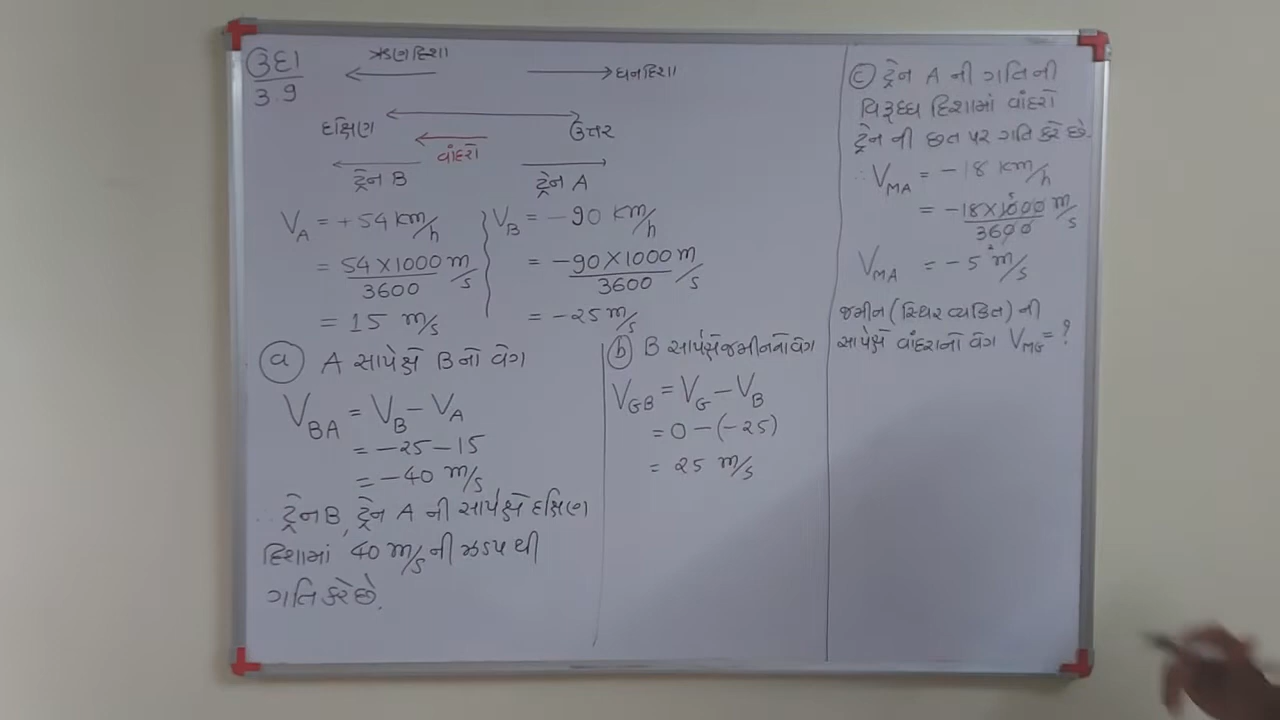 ઉદા
3.9
ઋણદિશા
ધનદિશા
દક્ષિણ
ઉત્તર
વાંદરો
ટ્રેન B
ટ્રેન A
V_A = +54 km/h
= 54 × 1000 / 3600 m/s
= 15 m/s
V_B = -90 km/h
= -90 × 1000 / 3600 m/s
= -25 m/s
(a) A સાપેક્ષે B નો વેગ
V_BA = V_B - V_A
= -25 - 15
= -40 m/s
∴ ટ્રેન B, ટ્રેન A ની સાપેક્ષે દક્ષિણ
દિશામાં 40 m/s ની ઝડપ થી
ગતિ કરે છે.
(b) B સાપેક્ષે જમીનનો વેગ
V_GB = V_G - V_B
= 0 - (-25)
= 25 m/s
(c) ટ્રેન A ની ગતિ ની
વિરૂધ્ધ દિશામાં વાંદરો
ટ્રેન ની છત પર ગતિ કરે છે.
∴ V_MA = -18 km/h
= -18 × 1000 / 3600 m/s
V_MA = -5 m/s
જમીન (સ્થિર વ્યકિત) ની
સાપેક્ષે વાંદરાનો વેગ V_MG = ?